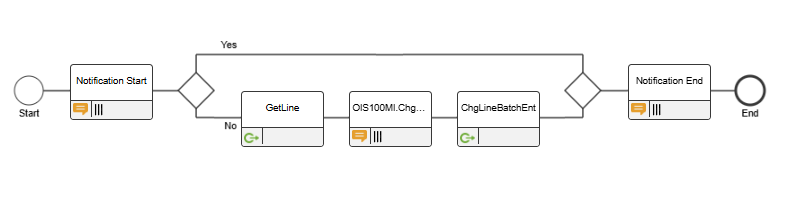 Yes
Notification Start
Notification End
GetLine
OIS100MI.Chg...
ChgLineBatchEnt
Start
No
End